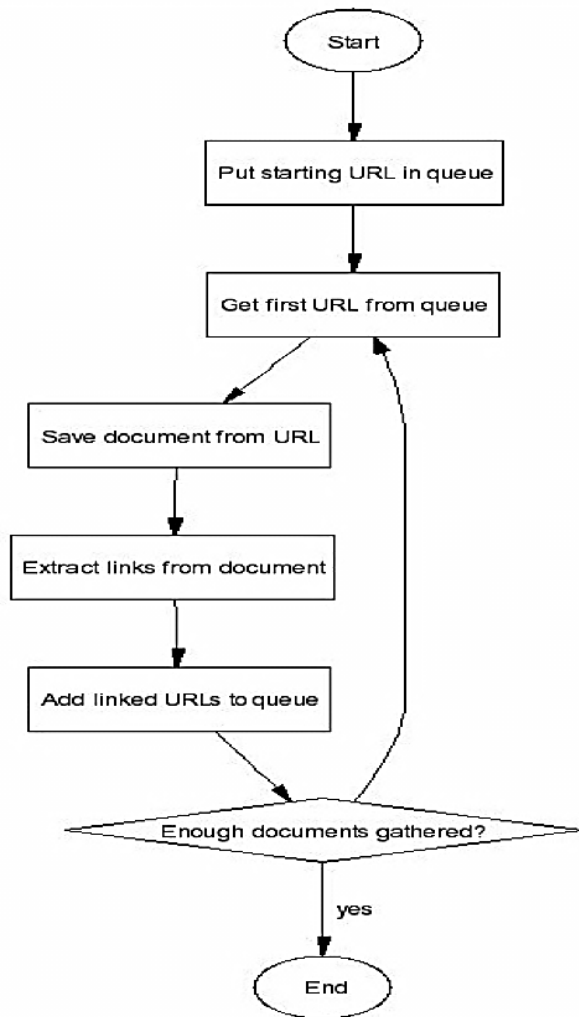 Start
Put starting URL in queue
Get first URL from queue
Save document from URL
Extract links from document
Add linked URLs to queue
Enough documents gathered?
yes
End